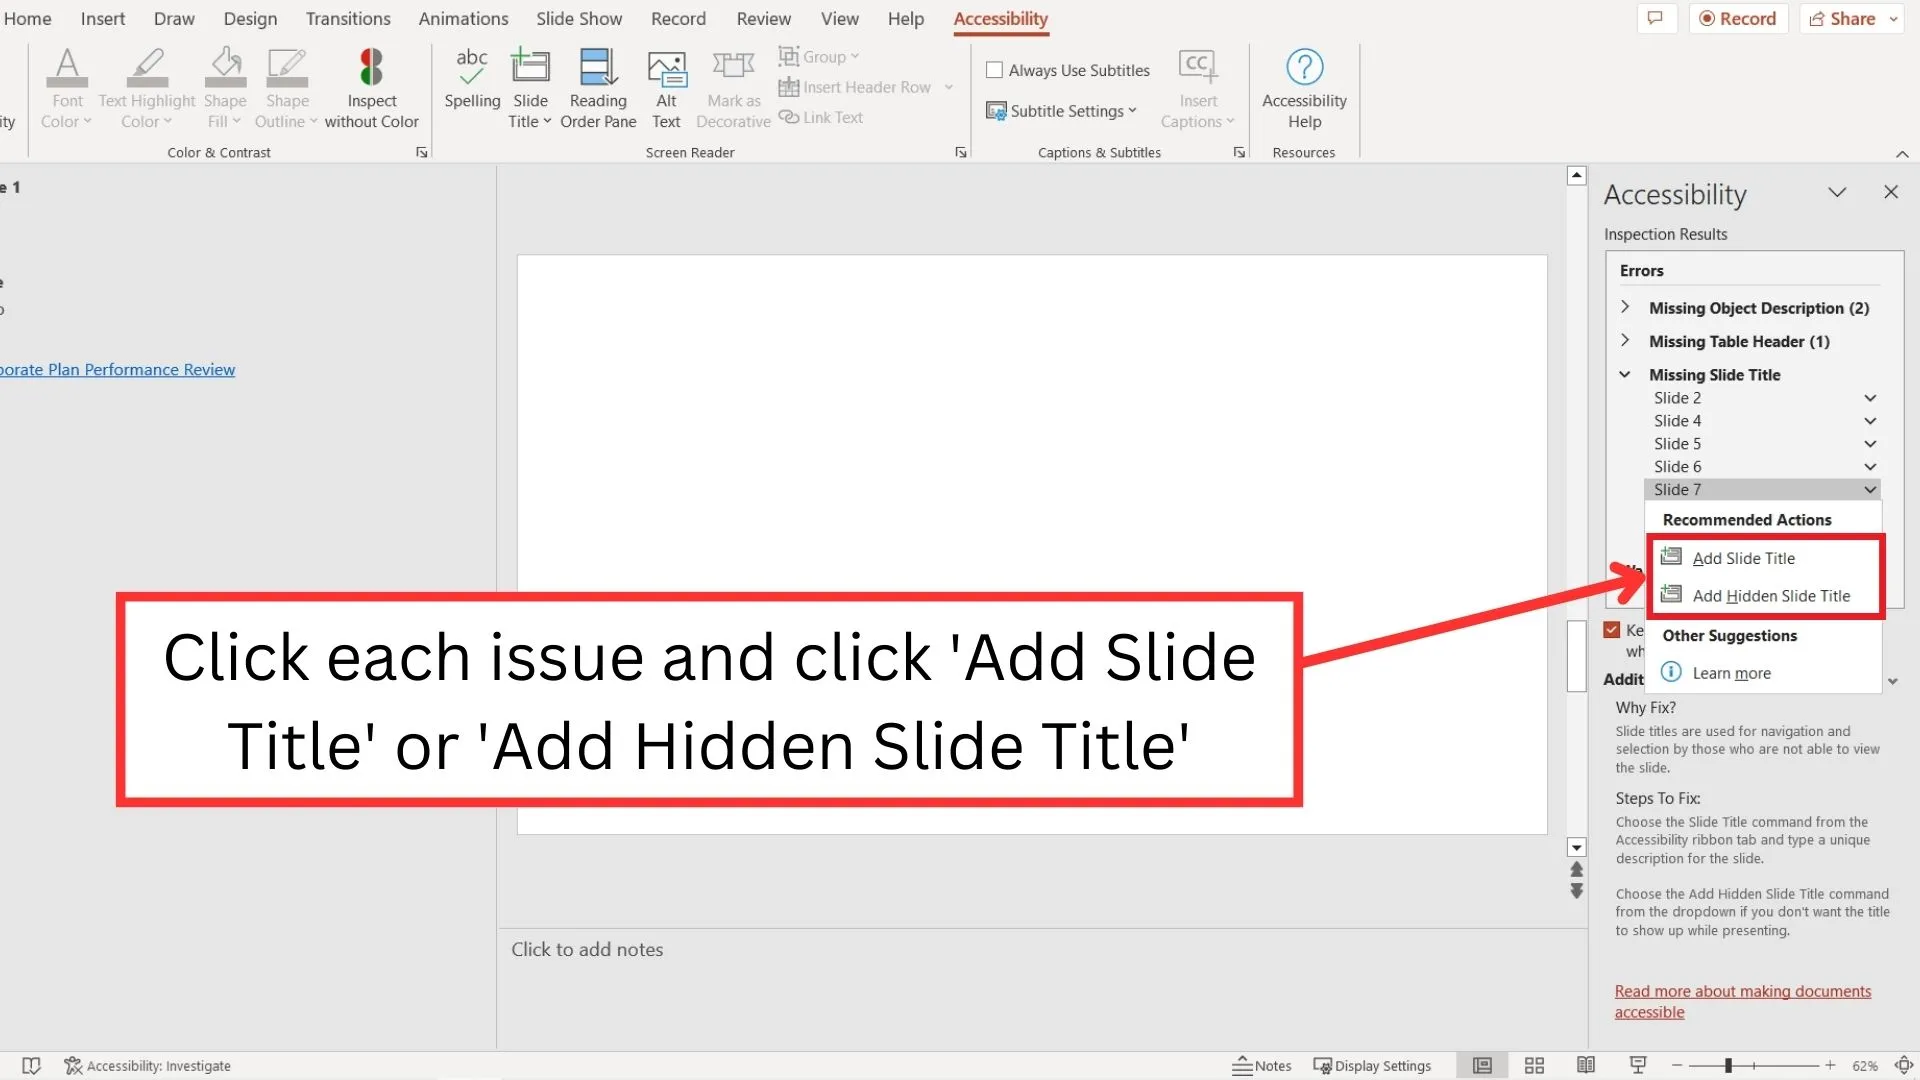 Home Insert Draw Design Transitions Animations Slide Show Record Review View Help Accessibility Record Share
Font Color
Text Highlight Color
Shape Fill
Shape Outline
Inspect without Color
Color & Contrast
abc
Spelling
Slide Title
Reading Order Pane
Alt Text
Mark as Decorative
Group
Insert Header Row
Link Text
Screen Reader
Always Use Subtitles
Subtitle Settings
CC
Insert Captions
Captions & Subtitles
?
Accessibility Help
Resources
ity
e 1
e
o
porate Plan Performance Review
Click each issue and click 'Add Slide
Title' or 'Add Hidden Slide Title'
Click to add notes
Accessibility
Inspection Results
Errors
Missing Object Description (2)
Missing Table Header (1)
Missing Slide Title
Slide 2
Slide 4
Slide 5
Slide 6
Slide 7
Recommended Actions
Add Slide Title
Add Hidden Slide Title
Other Suggestions
Learn more
Ke
wh
Addit
Why Fix?
Slide titles are used for navigation and
selection by those who are not able to view
the slide.
Steps To Fix:
Choose the Slide Title command from the
Accessibility ribbon tab and type a unique
description for the slide.
Choose the Add Hidden Slide Title command
from the dropdown if you don't want the title
to show up while presenting.
Read more about making documents
accessible
Accessibility: Investigate
Notes Display Settings 62%